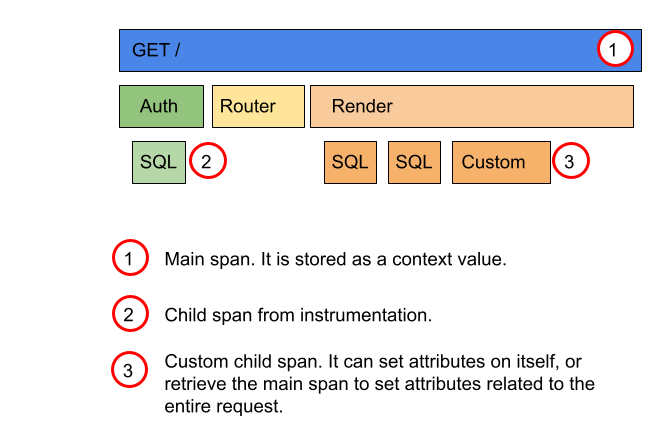 GET / 1
Auth Router Render
SQL 2 SQL SQL Custom 3
1 Main span. It is stored as a context value.
2 Child span from instrumentation.
3 Custom child span. It can set attributes on itself, or
retrieve the main span to set attributes related to the
entire request.